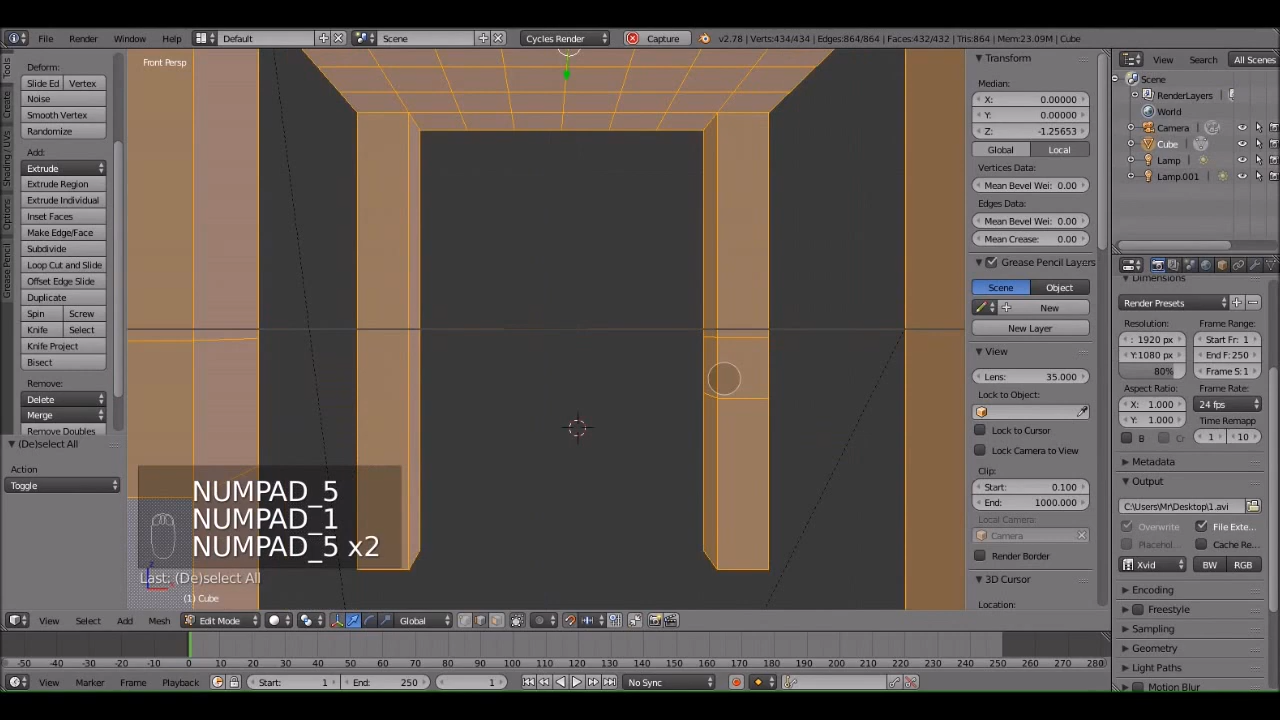 File Render Window Help Default Scene Cycles Render Capture v2.78 | Verts:434/434 | Edges:864/864 | Faces:432/432 | Tris:864 | Mem:23.09M | Cube
Tools
Create
Shading / UVs
Options
Grease Pencil
Deform:
Slide Ed Vertex
Noise
Smooth Vertex
Randomize
Add:
Extrude
Extrude Region
Extrude Individual
Inset Faces
Make Edge/Face
Subdivide
Loop Cut and Slide
Offset Edge Slide
Duplicate
Spin Screw
Knife Select
Knife Project
Bisect
Remove:
Delete
Merge
Remove Doubles
(De)select All
Action
Toggle
Front Persp
NUMPAD_5
NUMPAD_1
NUMPAD_5 x2
Last: (De)select All
(1) Cube
Transform
Median:
X: 0.00000
Y: 0.00000
Z: -1.25653
Global Local
Vertices Data:
Mean Bevel Wei: 0.00
Edges Data:
Mean Bevel Wei: 0.00
Mean Crease: 0.00
Grease Pencil Layers
Scene Object
New
New Layer
View
Lens: 35.000
Lock to Object:
Lock to Cursor
Lock Camera to View
Clip:
Start: 0.100
End: 1000.000
Local Camera:
Camera
Render Border
3D Cursor
Location:
View Search All Scenes
Scene
RenderLayers
World
Camera
Cube
Lamp
Lamp.001
Dimensions
Render Presets
Resolution: Frame Range:
: 1920 px Start Fr: 1
Y:1080 px End F:250
80% Frame S:1
Aspect Ratio: Frame Rate:
X: 1.000 24 fps
Y: 1.000 Time Remapp
B Cr 1 10
Metadata
Output
C:\Users\Mr\Desktop\1.avi
Overwrite File Exte...
Placehol... Cache Re...
Xvid BW RGB
Encoding
Freestyle
Sampling
Geometry
Light Paths
Motion Blur
View Select Add Mesh Edit Mode Global
-50 -40 -30 -20 -10 0 10 20 30 40 50 60 70 80 90 100 110 120 130 140 150 160 170 180 190 200 210 220 230 240 250 260 270 280
View Marker Frame Playback Start: 1 End: 250 1 No Sync